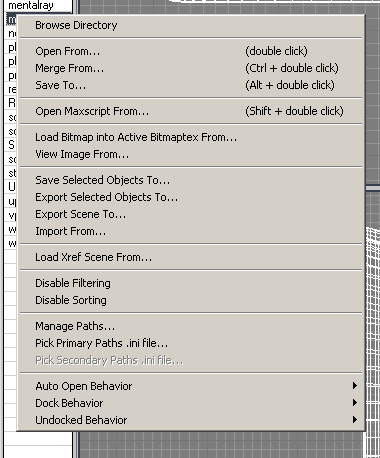 mentalray
Browse Directory
Open From... (double click)
Merge From... (Ctrl + double click)
Save To... (Alt + double click)
Open Maxscript From... (Shift + double click)
Load Bitmap into Active Bitmaptex From...
View Image From...
Save Selected Objects To...
Export Selected Objects To...
Export Scene To...
Import From...
Load Xref Scene From...
Disable Filtering
Disable Sorting
Manage Paths...
Pick Primary Paths .ini file...
Pick Secondary Paths .ini file...
Auto Open Behavior
Dock Behavior
Undocked Behavior